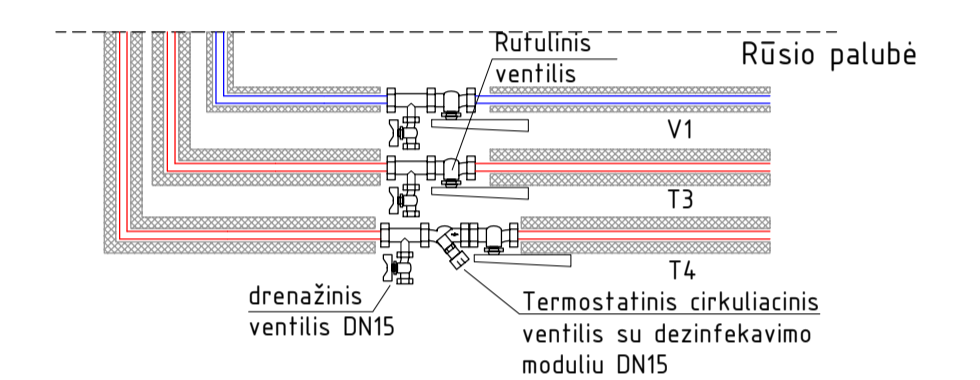 Rutulinis
ventilis
Rūsio palubė
V1
T3
T4
drenažinis
ventilis DN15
Termostatinis cirkuliacinis
ventilis su dezinfekavimo
moduliu DN15